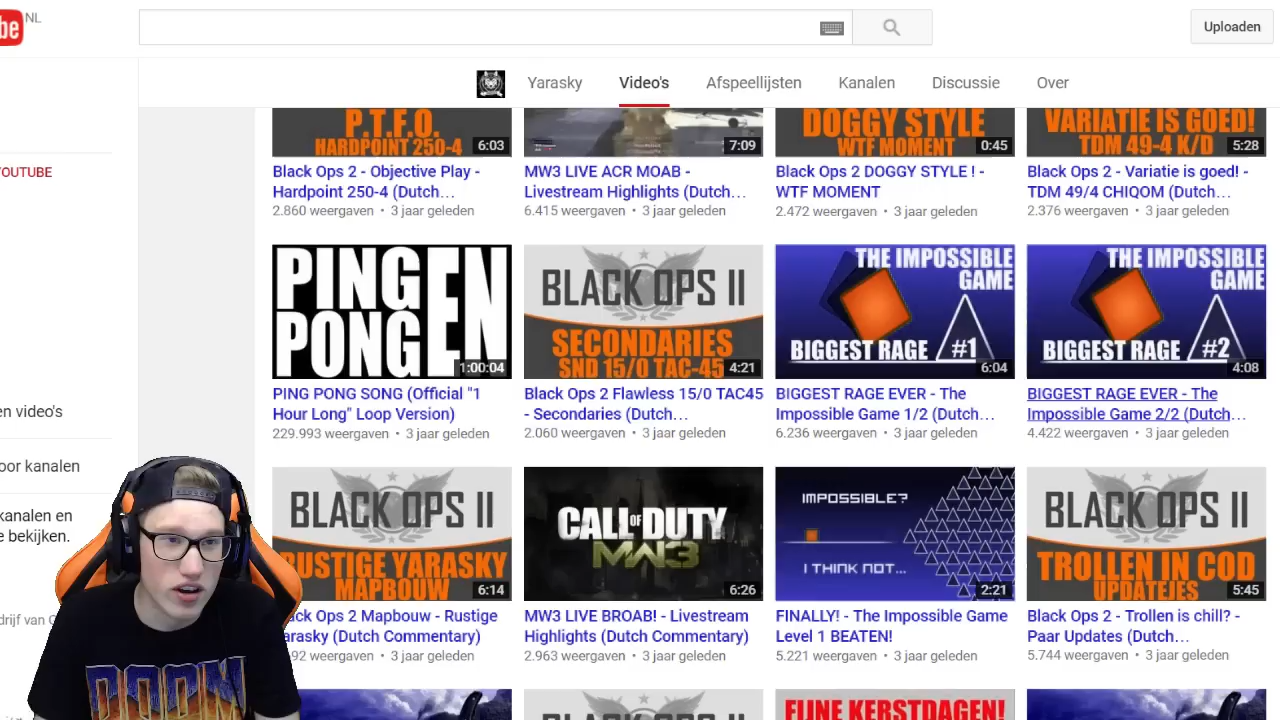 be NL
Uploaden
Yarasky Video's Afspeellijsten Kanalen Discussie Over
P.T.F.O.
HARDPOINT 250-4
6:03
7:09
DOGGY STYLE
WTF MOMENT
0:45
VARIATIE IS GOED!
TDM 49-4 K/D
5:28
OUTUBE
Black Ops 2 - Objective Play -
Hardpoint 250-4 (Dutch...
2.860 weergaven • 3 jaar geleden
MW3 LIVE ACR MOAB -
Livestream Highlights (Dutch...
6.415 weergaven • 3 jaar geleden
Black Ops 2 DOGGY STYLE ! -
WTF MOMENT
2.472 weergaven • 3 jaar geleden
Black Ops 2 - Variatie is goed! -
TDM 49/4 CHIQOM (Dutch...
2.376 weergaven • 3 jaar geleden
PING EN
PONG
1:00:04
BLACK OPS II
SECONDARIES
SND 15/0 TAC-45
4:21
THE IMPOSSIBLE
GAME
BIGGEST RAGE #1
6:04
THE IMPOSSIBLE
GAME
BIGGEST RAGE #2
4:08
PING PONG SONG (Official "1
Hour Long" Loop Version)
229.993 weergaven • 3 jaar geleden
Black Ops 2 Flawless 15/0 TAC45
- Secondaries (Dutch...
2.060 weergaven • 3 jaar geleden
BIGGEST RAGE EVER - The
Impossible Game 1/2 (Dutch...
6.236 weergaven • 3 jaar geleden
BIGGEST RAGE EVER - The
Impossible Game 2/2 (Dutch...
4.422 weergaven • 3 jaar geleden
en video's
oor kanalen
kanalen en
e bekijken.
drijf van G
BLACK OPS II
RUSTIGE YARASKY
MAPBOUW
6:14
CALL OF DUTY
MW3
6:26
IMPOSSIBLE?
I THINK NOT...
2:21
BLACK OPS II
TROLLEN IN COD
UPDATEJES
5:45
ck Ops 2 Mapbouw - Rustige
arasky (Dutch Commentary)
92 weergaven • 3 jaar geleden
MW3 LIVE BROAB! - Livestream
Highlights (Dutch Commentary)
2.963 weergaven • 3 jaar geleden
FINALLY! - The Impossible Game
Level 1 BEATEN!
5.221 weergaven • 3 jaar geleden
Black Ops 2 - Trollen is chill? -
Paar Updates (Dutch...
5.744 weergaven • 3 jaar geleden
DOOM
FIJNE KERSTDAGEN!